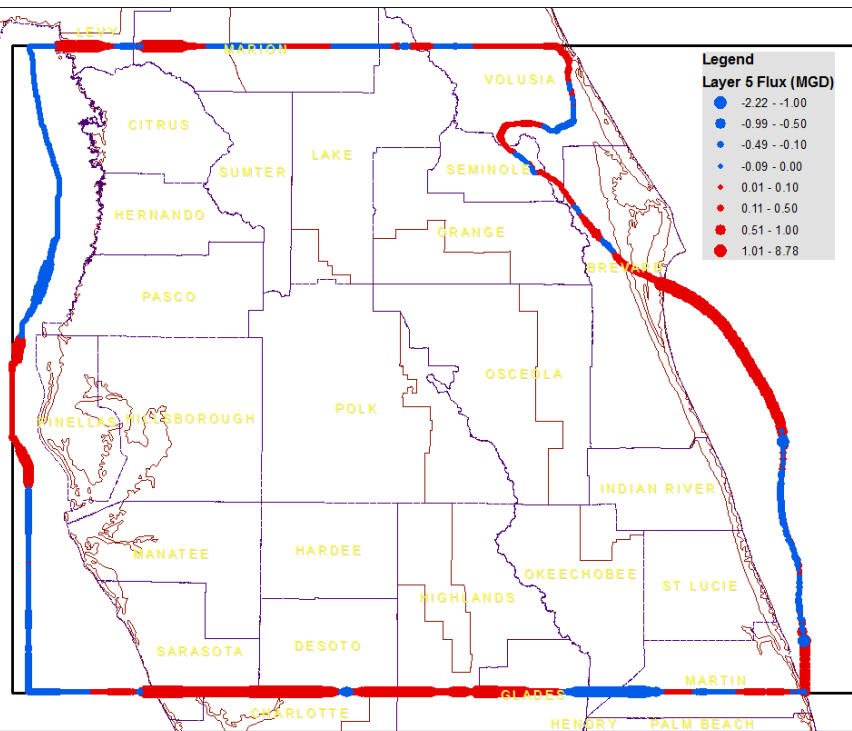 LEVY
MARION
VOLUSIA
CITRUS
LAKE
SUMTER
SEMINOLE
HERNANDO
ORANGE
BREVARD
PASCO
OSCEOLA
POLK
PINELLAS
HILLSBOROUGH
INDIAN RIVER
MANATEE
HARDEE
OKEECHOBEE
ST LUCIE
HIGHLANDS
SARASOTA
DESOTO
MARTIN
GLADES
CHARLOTTE
HENDRY
PALM BEACH
Legend
Layer 5 Flux (MGD)
-2.22 - -1.00
-0.99 - -0.50
-0.49 - -0.10
-0.09 - 0.00
0.01 - 0.10
0.11 - 0.50
0.51 - 1.00
1.01 - 8.78